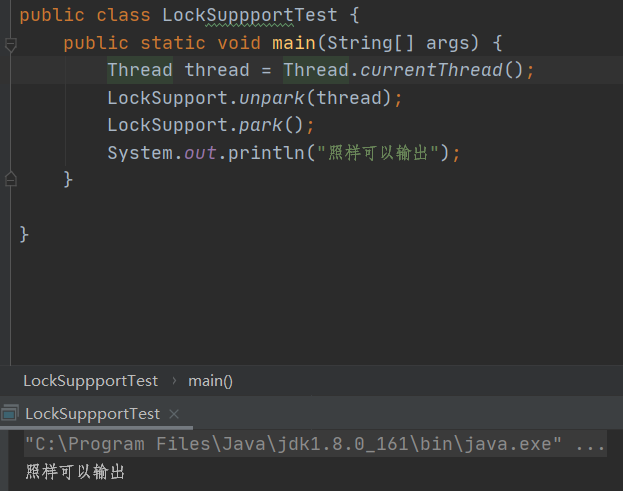 public class LockSuppportTest {
public static void main(String[] args) {
Thread thread = Thread.currentThread();
LockSupport.unpark(thread);
LockSupport.park();
System.out.println("照样可以输出");
}
}
LockSuppportTest › main()
LockSuppportTest ×
"C:\Program Files\Java\jdk1.8.0_161\bin\java.exe" ...
照样可以输出